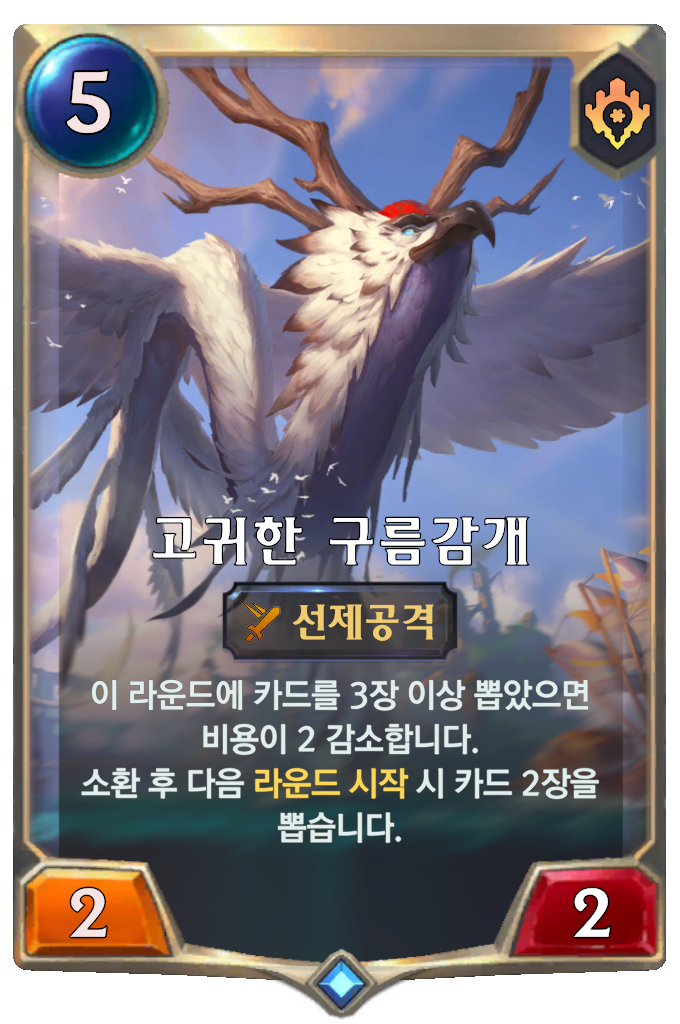 5
고귀한 구름감개
선제공격
이 라운드에 카드를 3장 이상 뽑았으면
비용이 2 감소합니다.
소환 후 다음 라운드 시작 시 카드 2장을
뽑습니다.
2
2